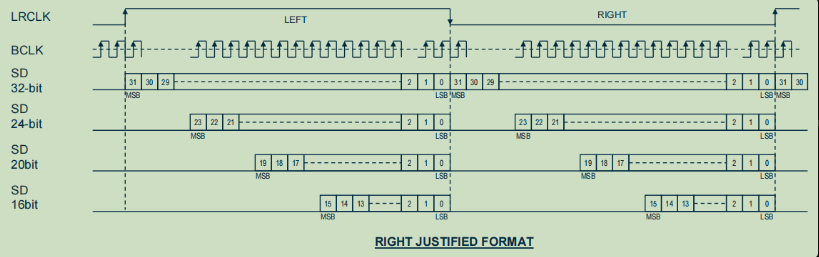 LRCLK
LEFT
RIGHT
BCLK
SD
32-bit
31 30 29 2 1 0 31 30 29 2 1 0 31 30
MSB LSB MSB LSB MSB
SD
24-bit
23 22 21 2 1 0 23 22 21 2 1 0
MSB LSB MSB LSB
SD
20bit
19 18 17 2 1 0 19 18 17 2 1 0
MSB LSB MSB LSB
SD
16bit
15 14 13 2 1 0 15 14 13 2 1 0
MSB LSB MSB LSB
RIGHT JUSTIFIED FORMAT